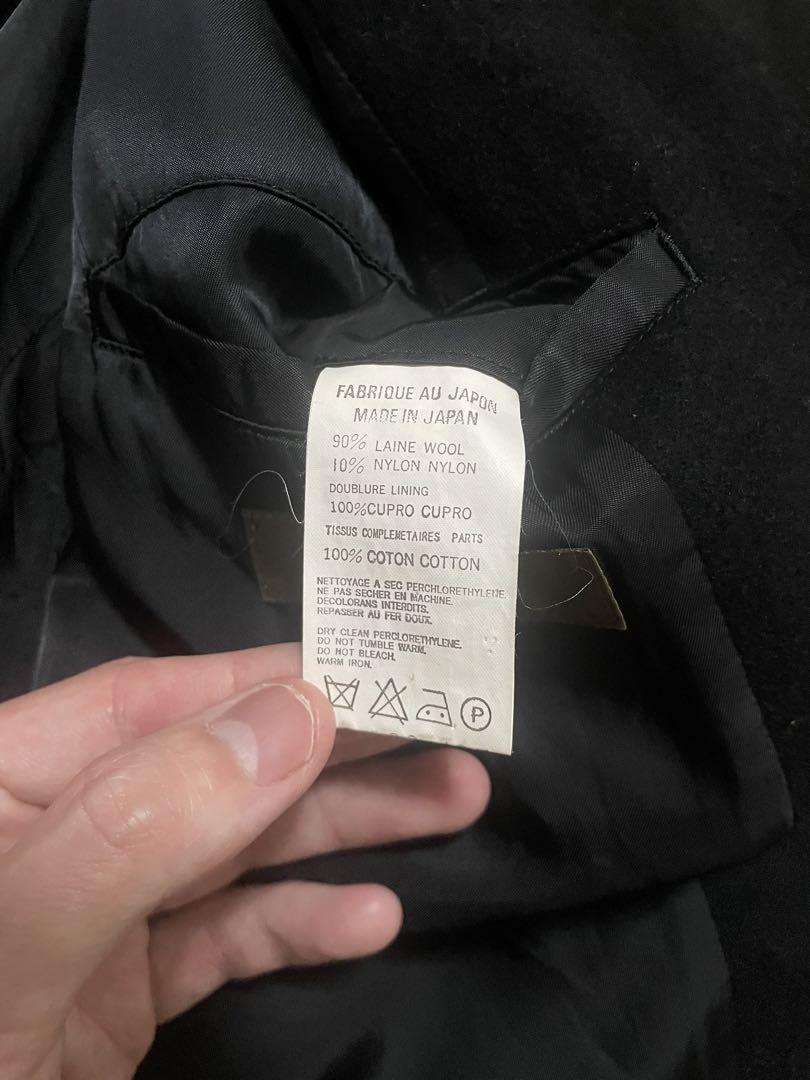 FABRIQUE AU JAPON
MADE IN JAPAN
90% LAINE WOOL
10% NYLON NYLON
DOUBLURE LINING
100%CUPRO CUPRO
TISSUS COMPLEMETAIRES PARTS
100% COTON COTTON
NETTOYAGE A SEC PERCHLORETHYLENE
NE PAS SECHER EN MACHINE.
DECOLORANS INTERDITS.
REPASSER AU FER DOUX.
DRY CLEAN PERCLORETHYLENE.
DO NOT TUMBLE WARM.
DO NOT BLEACH.
WARM IRON.
P